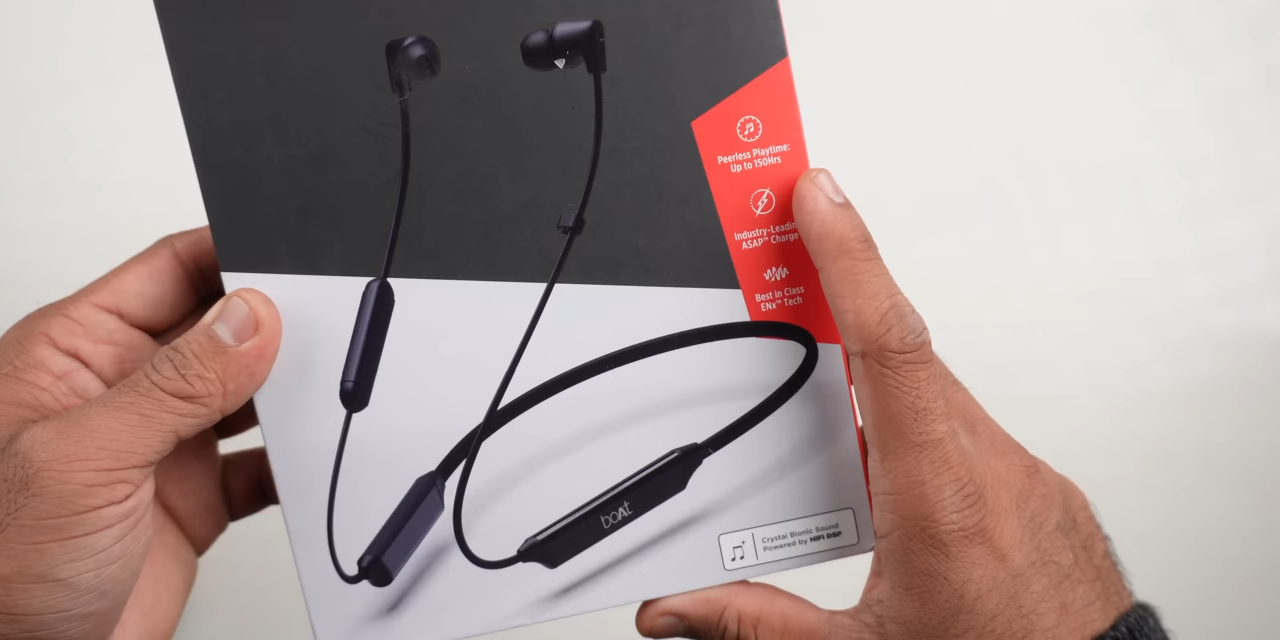 Peerless Playtime:
Up to 150Hrs
Industry-Leadin
ASAP™ Charge
Best in Class
ENx™ Tech
boAt
Crystal Bionic Sound
Powered by HiFi DSP